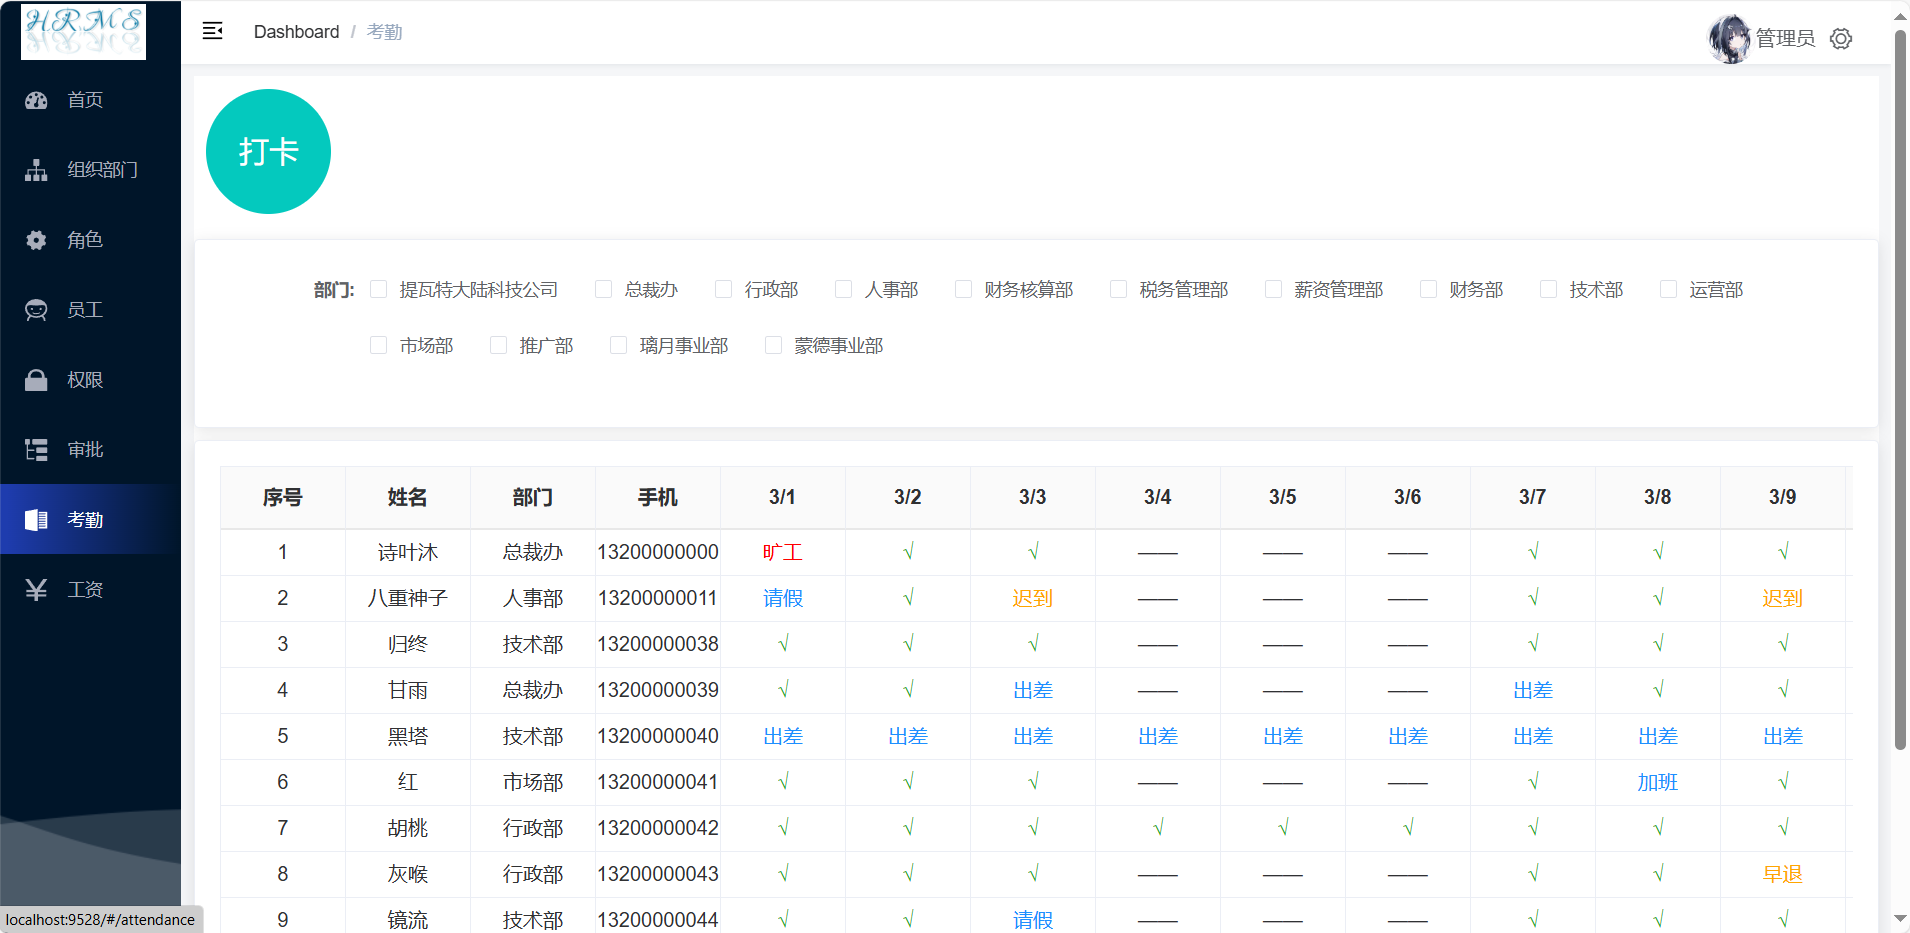 HRMS
Dashboard / 考勤
管理员
首页
组织部门
角色
员工
权限
审批
考勤
工资
打卡
部门: 提瓦特大陆科技公司 总裁办 行政部 人事部 财务核算部 税务管理部 薪资管理部 财务部 技术部 运营部
市场部 推广部 璃月事业部 蒙德事业部
序号 姓名 部门 手机 3/1 3/2 3/3 3/4 3/5 3/6 3/7 3/8 3/9
1 诗叶沐 总裁办 13200000000 旷工 √ √ —— —— —— √ √ √
2 八重神子 人事部 13200000011 请假 √ 迟到 —— —— —— √ √ 迟到
3 归终 技术部 13200000038 √ √ √ —— —— —— √ √ √
4 甘雨 总裁办 13200000039 √ √ 出差 —— —— —— 出差 √ √
5 黑塔 技术部 13200000040 出差 出差 出差 出差 出差 出差 出差 出差 出差
6 红 市场部 13200000041 √ √ √ —— —— —— √ 加班 √
7 胡桃 行政部 13200000042 √ √ √ √ √ √ √ √ √
8 灰喉 行政部 13200000043 √ √ √ —— —— —— √ √ 早退
9 镜流 技术部 13200000044 √ √ 请假 —— —— —— √ √ √
localhost:9528/#/attendance